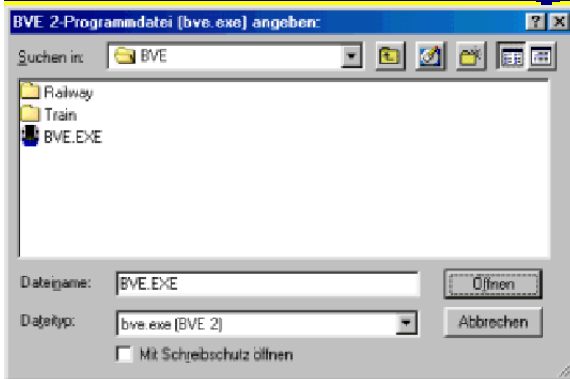 BVE 2-Programmdatei (bve.exe) angeben:
Suchen in: BVE
Railway
Train
BVE.EXE
Dateiname: BVE.EXE Öffnen
Dateityp: bve.exe (BVE 2) Abbrechen
Mit Schreibschutz öffnen